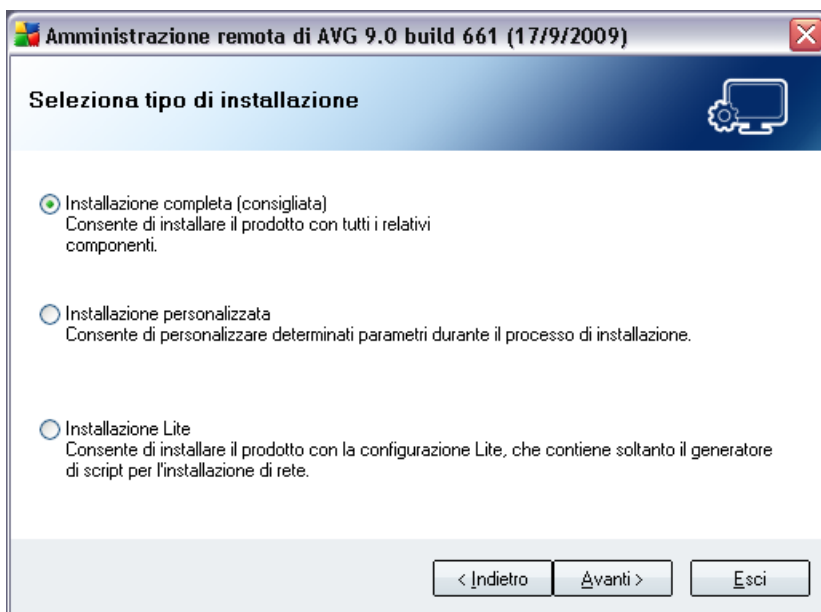 Amministrazione remota di AVG 9.0 build 661 (17/9/2009)
Seleziona tipo di installazione
Installazione completa (consigliata)
Consente di installare il prodotto con tutti i relativi
componenti.
Installazione personalizzata
Consente di personalizzare determinati parametri durante il processo di installazione.
Installazione Lite
Consente di installare il prodotto con la configurazione Lite, che contiene soltanto il generatore
di script per l'installazione di rete.
< Indietro
Avanti >
Esci